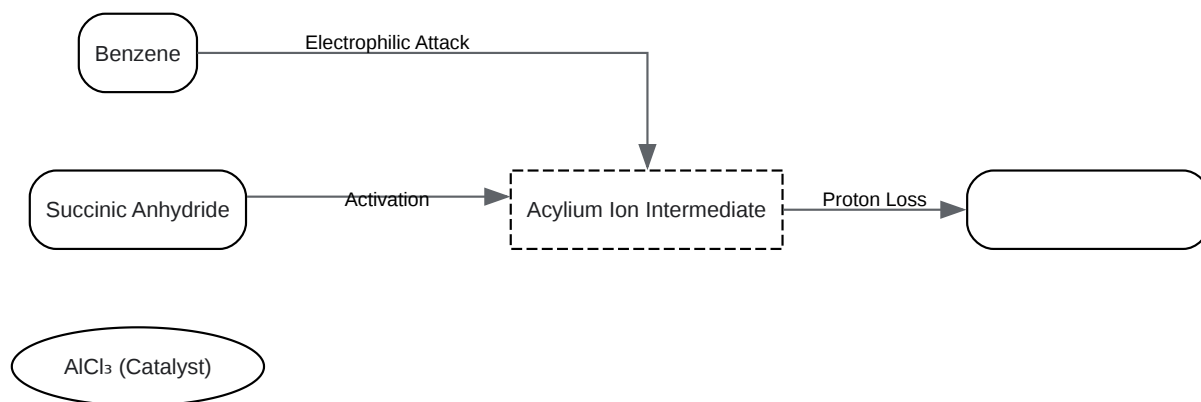 Benzene
Electrophilic Attack
Succinic Anhydride
Activation
Acylium Ion Intermediate
Proton Loss
AlCl₃ (Catalyst)